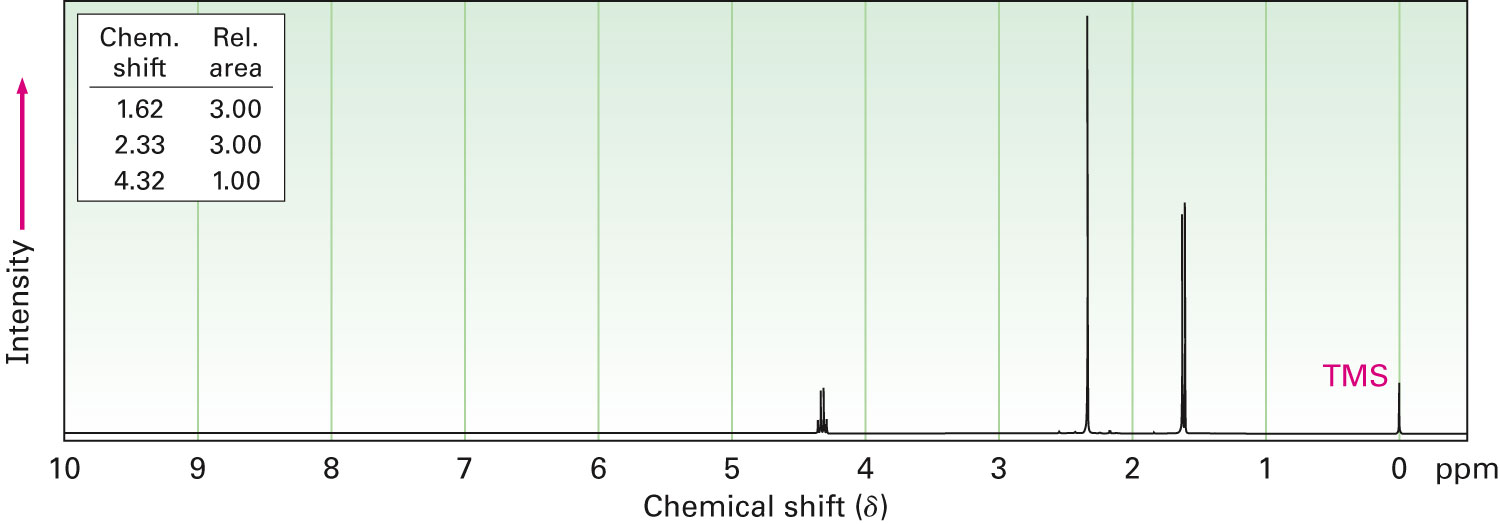 Chem. shift Rel. area
1.62 3.00
2.33 3.00
4.32 1.00
Intensity
TMS
10 9 8 7 6 5 4 3 2 1 0 ppm
Chemical shift (δ)